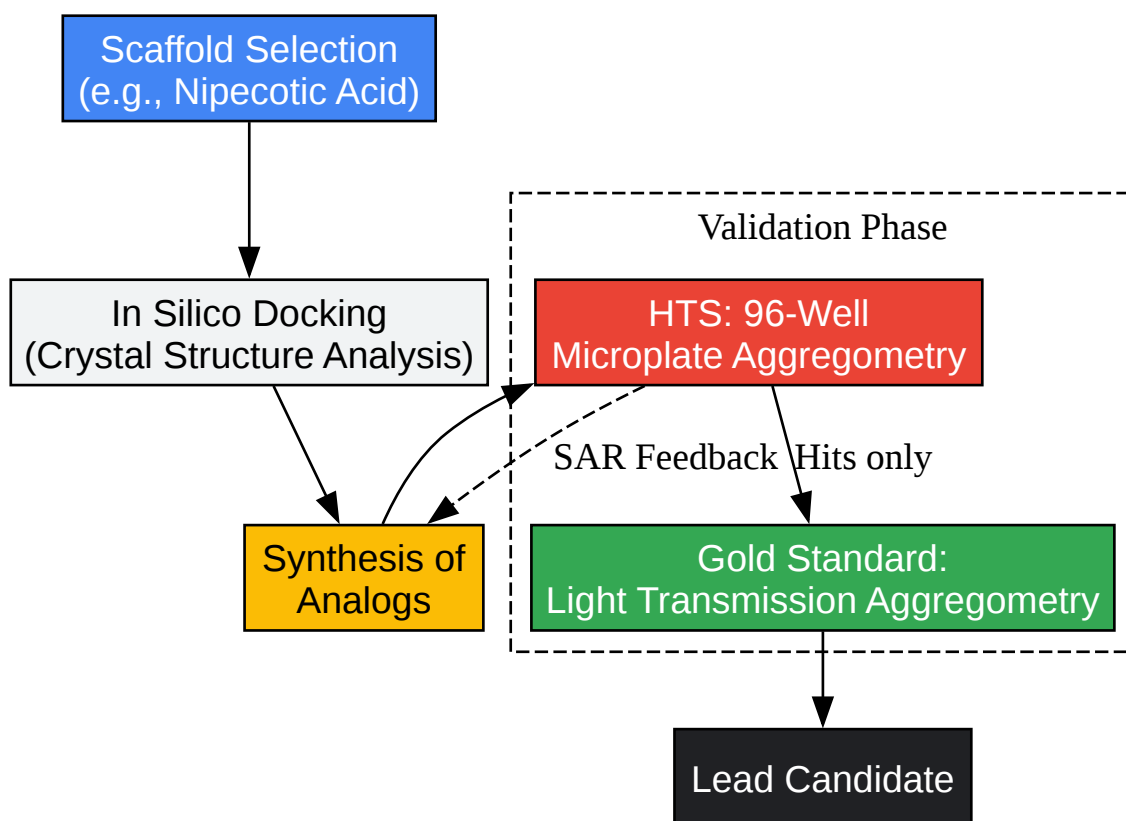 Scaffold Selection
(e.g., Nipecotic Acid)
Validation Phase
In Silico Docking
(Crystal Structure Analysis)
HTS: 96-Well
Microplate Aggregometry
SAR Feedback
Hits only
Synthesis of
Analogs
Gold Standard:
Light Transmission Aggregometry
Lead Candidate